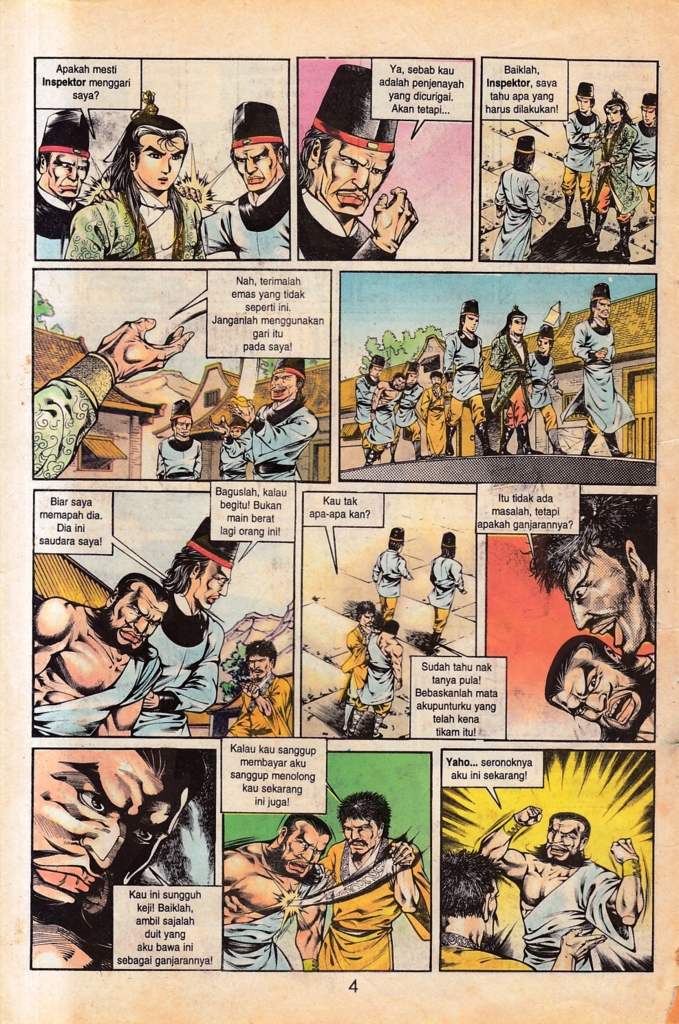 Apakah mesti
Inspektor menggari
saya?
Ya, sebab kau
adalah penjenayah
yang dicurigai.
Akan tetapi...
Baiklah,
Inspektor, saya
tahu apa yang
harus dilakukan!
Nah, terimalah
emas yang tidak
seperti ini.
Janganlah menggunakan
gari itu
pada saya!
Biar saya
memapah dia.
Dia ini
saudara saya!
Baguslah, kalau
begitu! Bukan
main berat
lagi orang ini!
Kau tak
apa-apa kan?
Sudah tahu nak
tanya pula!
Bebaskanlah mata
akupunturku yang
telah kena
tikam itu!
Itu tidak ada
masalah, tetapi
apakah ganjarannya?
Kau ini sungguh
keji! Baiklah,
ambil sajalah
duit yang
aku bawa ini
sebagai ganjarannya!
Kalau kau sanggup
membayar aku
sanggup menolong
kau sekarang
ini juga!
Yaho... seronoknya
aku ini sekarang!
4